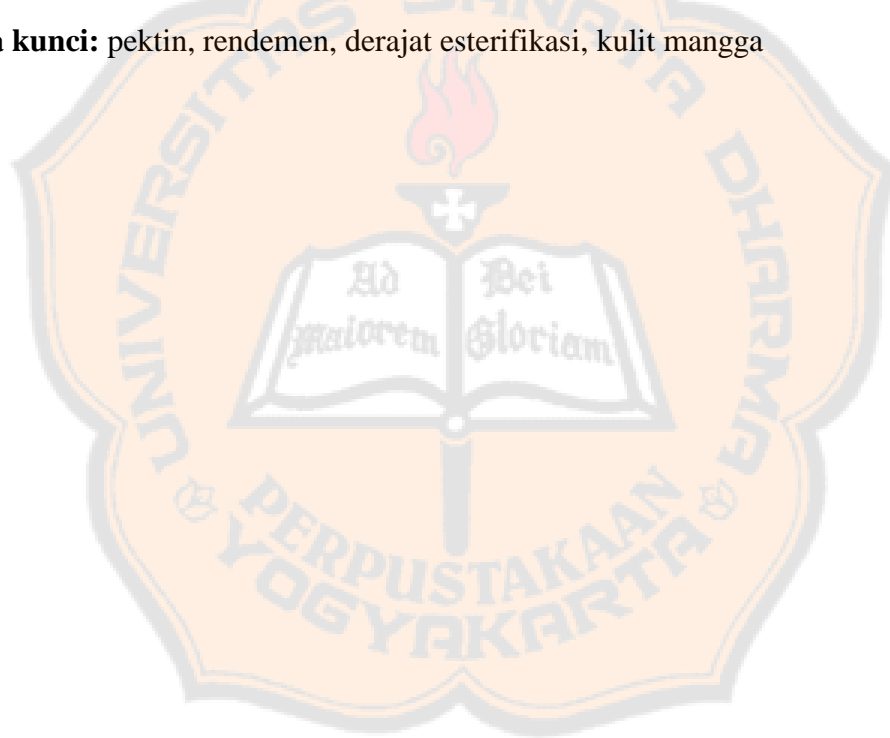 a kunci: pektin, rendemen, derajat esterifikasi, kulit mangga
UNIVERSITAS SANATA DHARMA
Ad Dei
Maiorem Gloriam
PERPUSTAKAAN
YOGYAKARTA